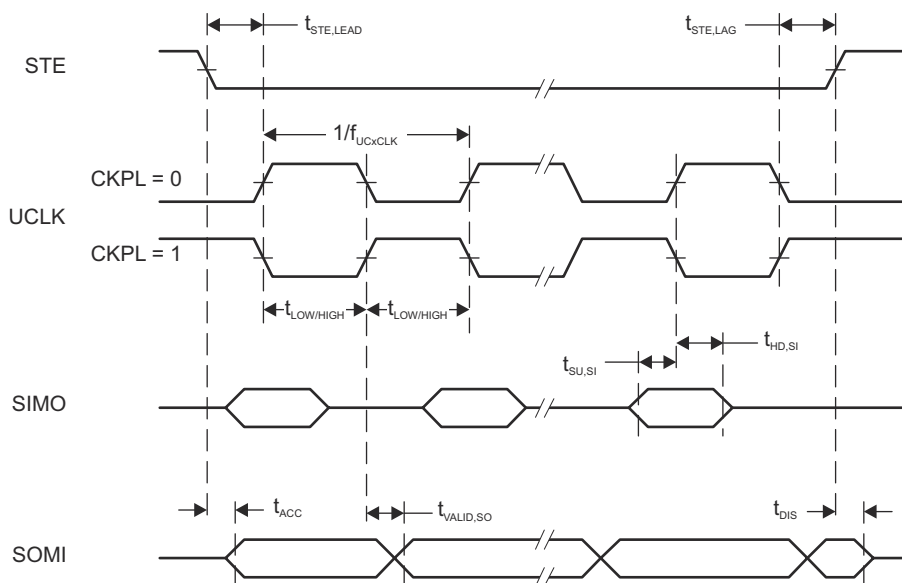 tSTE,LEAD
tSTE,LAG
STE
1/fUCxCLK
CKPL = 0
UCLK
CKPL = 1
tLOW/HIGH tLOW/HIGH
tSU,SI
tHD,SI
SIMO
tACC
tVALID,SO
tDIS
SOMI